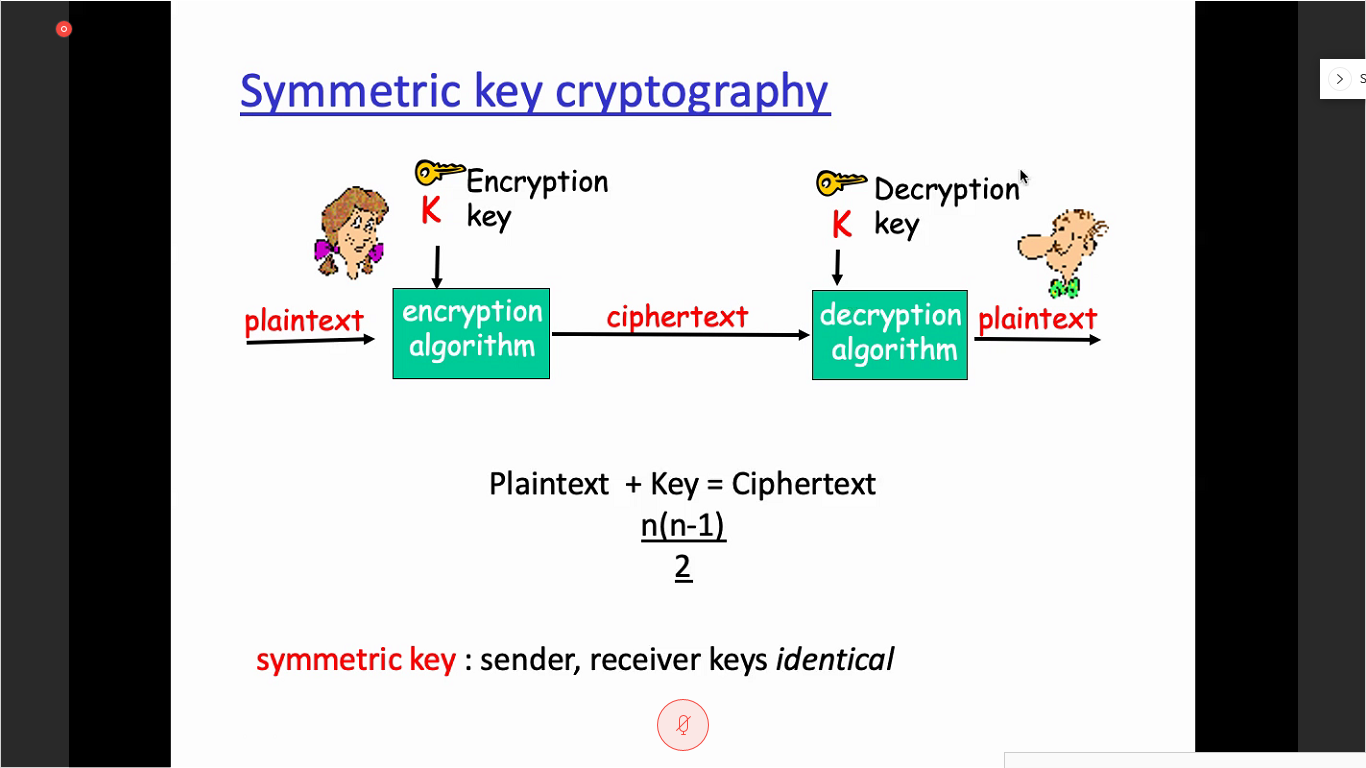 Symmetric key cryptography
Encryption
key
K
Decryption
key
K
plaintext
encryption
algorithm
ciphertext
decryption
algorithm
plaintext
Plaintext + Key = Ciphertext
n(n-1)
2
symmetric key : sender, receiver keys identical
S